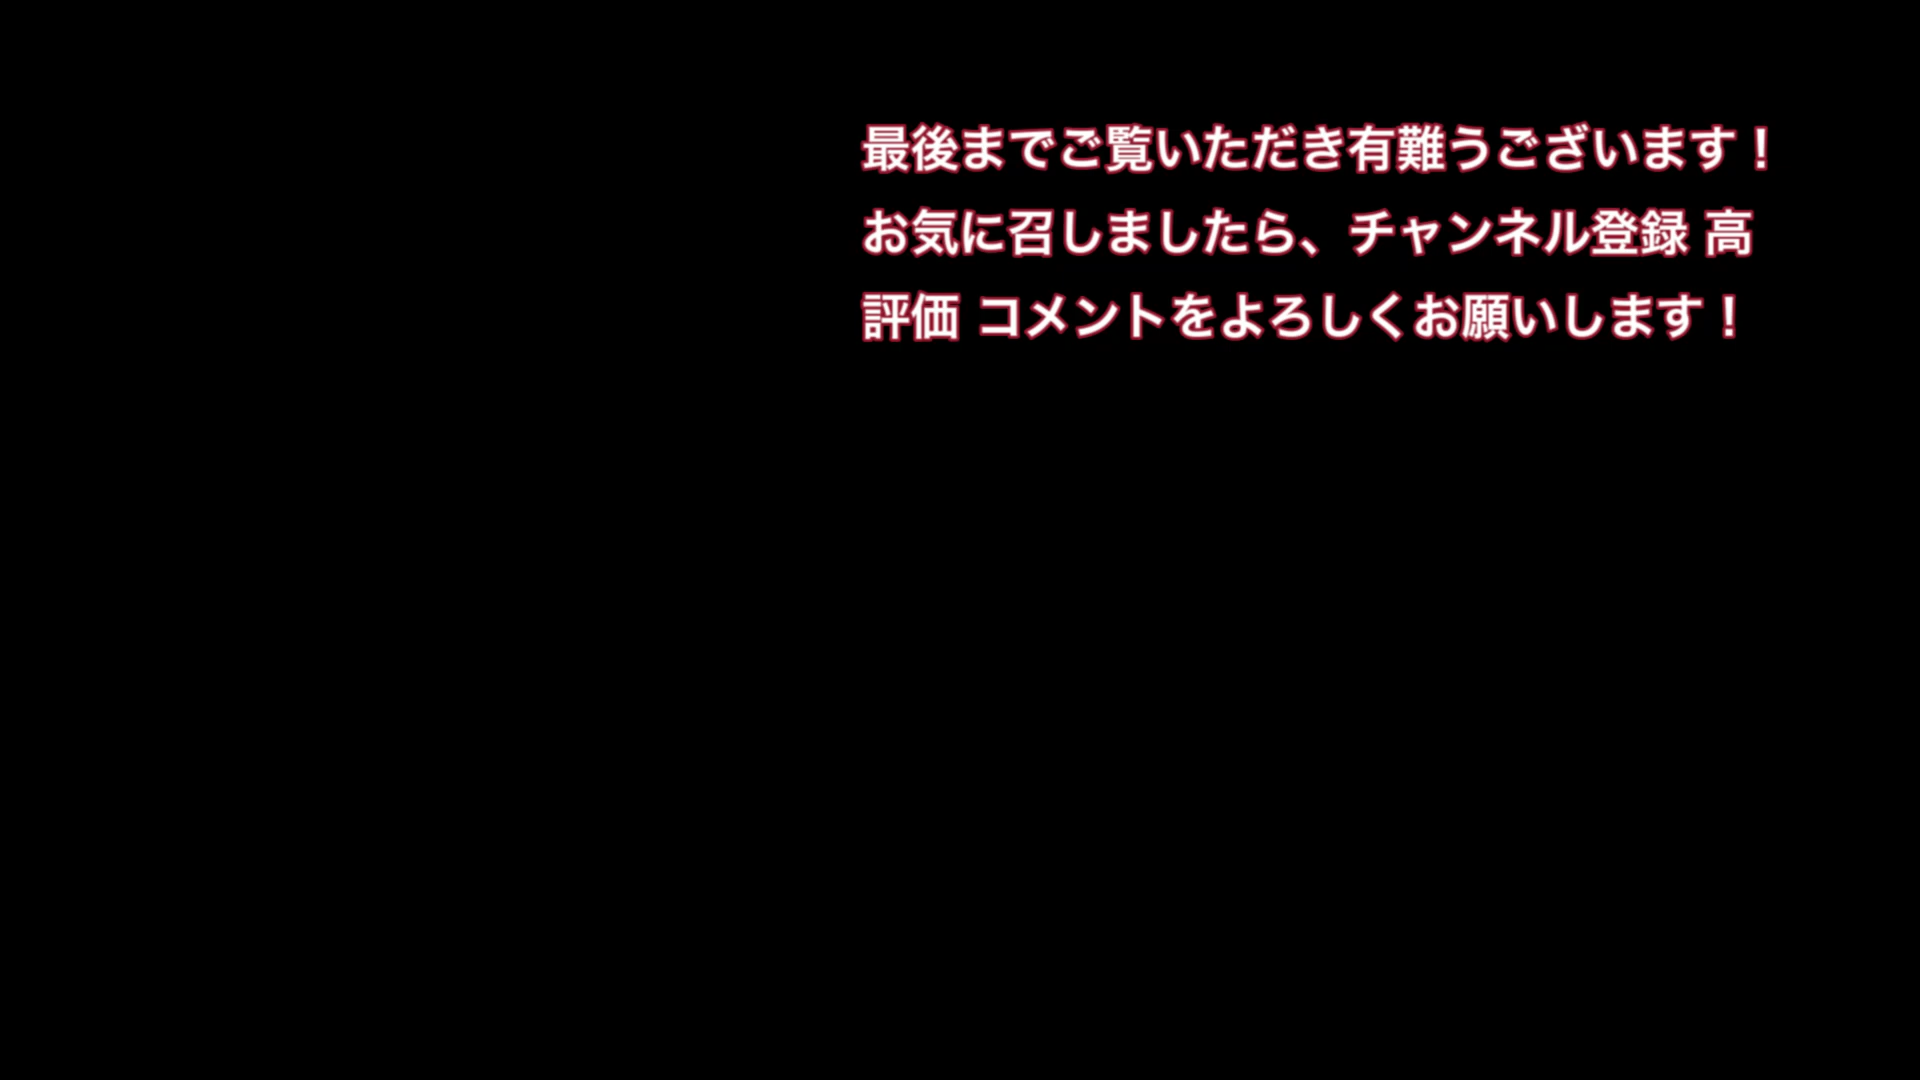 最後までご覧いただき有難うございます！
お気に召しましたら、チャンネル登録 高
評価 コメントをよろしくお願いします！